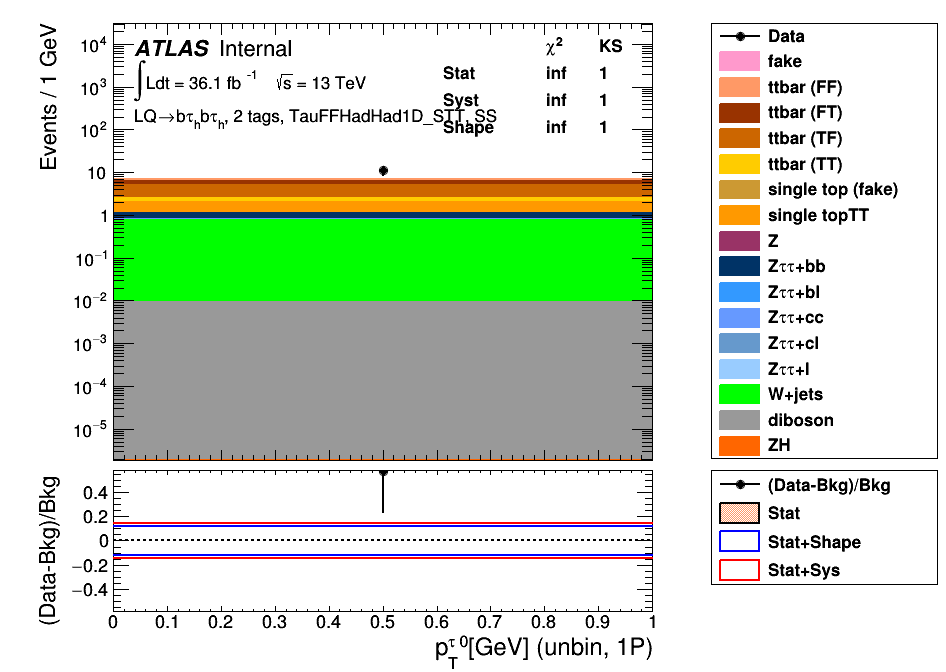 Events / 1 GeV
10⁴
10³
10²
10
1
10⁻¹
10⁻²
10⁻³
10⁻⁴
10⁻⁵
ATLAS Internal
∫Ldt = 36.1 fb⁻¹ √s = 13 TeV
LQ→bτₕbτₕ, 2 tags, TauFFHadHad1D_STT, SS
χ² KS
Stat inf 1
Syst inf 1
Shape inf 1
Data
fake
ttbar (FF)
ttbar (FT)
ttbar (TF)
ttbar (TT)
single top (fake)
single topTT
Z
Zττ+bb
Zττ+bl
Zττ+cc
Zττ+cl
Zττ+l
W+jets
diboson
ZH
(Data-Bkg)/Bkg
0.4
0.2
0
−0.2
−0.4
0 0.1 0.2 0.3 0.4 0.5 0.6 0.7 0.8 0.9 1
p_T^{τ 0}[GeV] (unbin, 1P)
(Data-Bkg)/Bkg
Stat
Stat+Shape
Stat+Sys